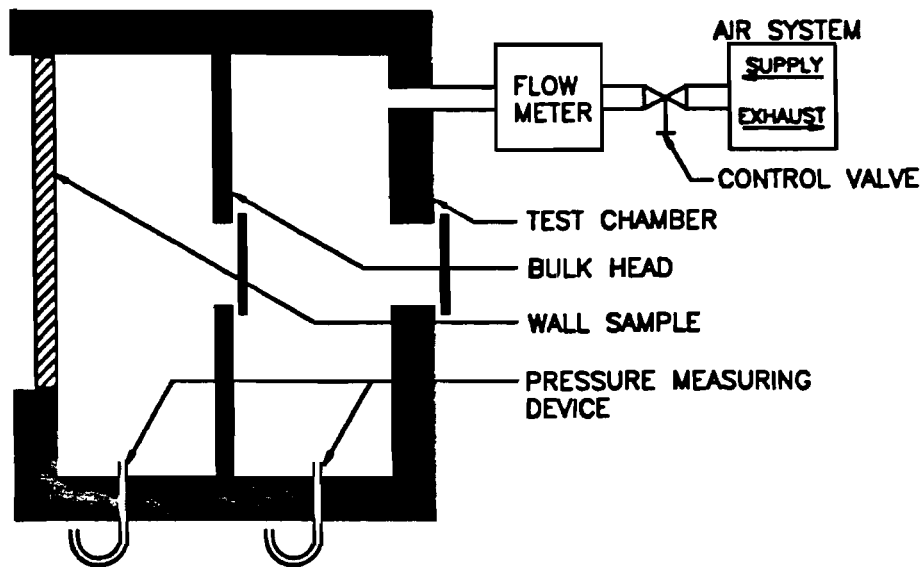 AIR SYSTEM
SUPPLY
EXHAUST
FLOW
METER
CONTROL VALVE
TEST CHAMBER
BULK HEAD
WALL SAMPLE
PRESSURE MEASURING
DEVICE